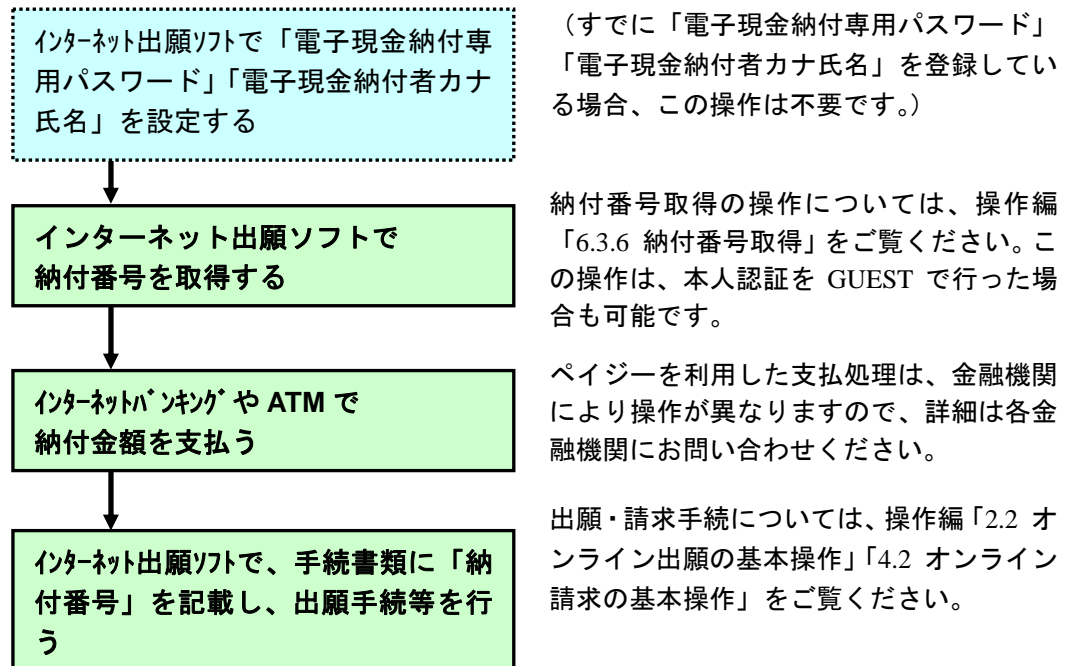 ｲﾝﾀｰﾈｯﾄ出願ｿﾌﾄで「電子現金納付専
用パスワード」「電子現金納付者カナ
氏名」を設定する
（すでに「電子現金納付専用パスワード」
「電子現金納付者カナ氏名」を登録してい
る場合、この操作は不要です。）
インターネット出願ソフトで
納付番号を取得する
納付番号取得の操作については、操作編
「6.3.6 納付番号取得」をご覧ください。こ
の操作は、本人認証を GUEST で行った場
合も可能です。
ｲﾝﾀｰﾈｯﾄﾊﾞﾝｷﾝｸﾞや ATM で
納付金額を支払う
ペイジーを利用した支払処理は、金融機関
により操作が異なりますので、詳細は各金
融機関にお問い合わせください。
ｲﾝﾀｰﾈｯﾄ出願ｿﾌﾄで、手続書類に「納
付番号」を記載し、出願手続等を行
う
出願・請求手続については、操作編「2.2 オ
ンライン出願の基本操作」「4.2 オンライン
請求の基本操作」をご覧ください。